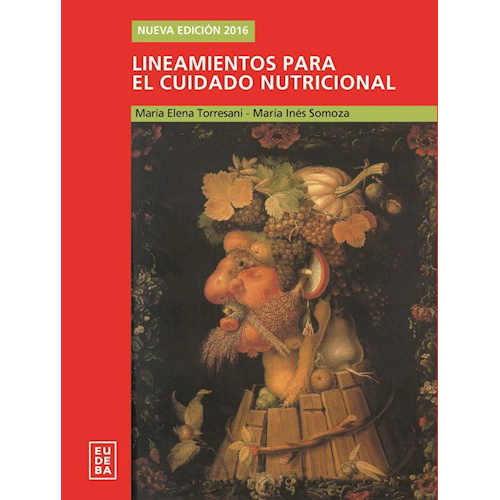 NUEVA EDICIÓN 2016
LINEAMIENTOS PARA
EL CUIDADO NUTRICIONAL
María Elena Torresani - María Inés Somoza
EU
DE
BA